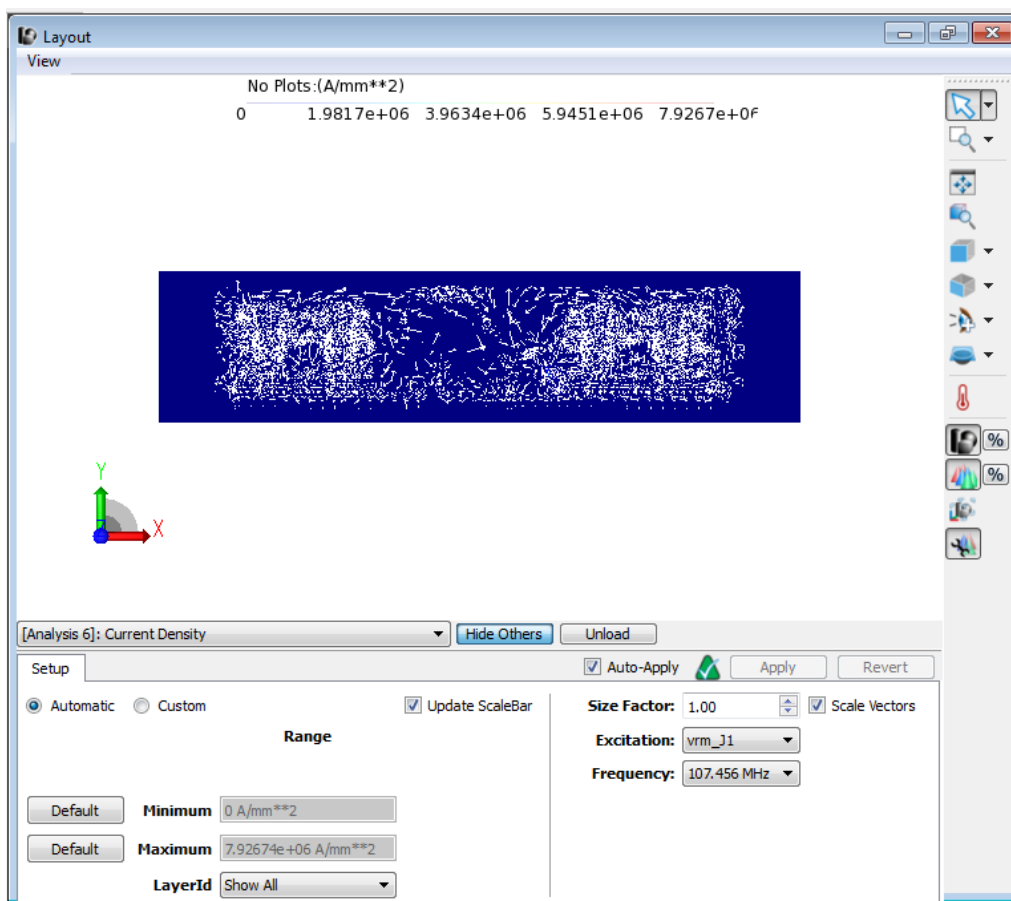 Layout
View
No Plots:(A/mm**2)
0 1.9817e+06 3.9634e+06 5.9451e+06 7.9267e+06
% 
%
Y
X
[Analysis 6]: Current Density Hide Others Unload
Setup Auto-Apply Apply Revert
Automatic Custom Update ScaleBar Size Factor: 1.00 Scale Vectors
Range Excitation: vrm_J1
Frequency: 107.456 MHz
Default Minimum 0 A/mm**2
Default Maximum 7.92674e+06 A/mm**2
LayerId Show All